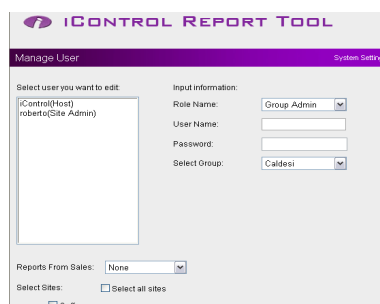 iControl Report Tool
Manage User
System Settin
Select user you want to edit:
Input information:
iControl(Host)
roberto(Site Admin)
Role Name:
Group Admin
User Name:
Password:
Select Group:
Caldesi
Reports From Sales:
None
Select Sites:
Select all sites